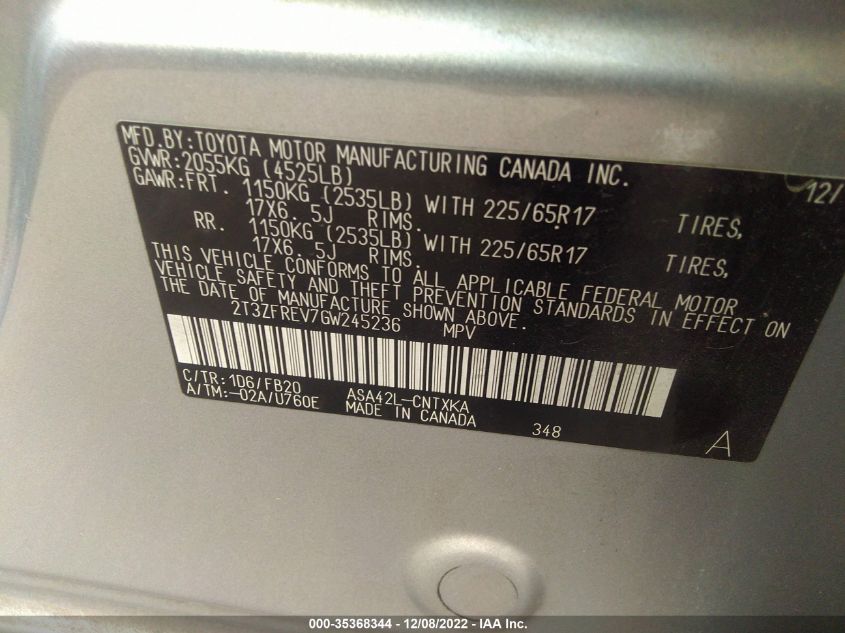 MFD.BY:TOYOTA MOTOR MANUFACTURING CANADA INC. 12/
GVWR:2055KG (4525LB)
GAWR:FRT. 1150KG (2535LB) WITH 225/65R17 TIRES,
17X6. 5J RIMS.
RR. 1150KG (2535LB) WITH 225/65R17 TIRES,
17X6. 5J RIMS.
THIS VEHICLE CONFORMS TO ALL APPLICABLE FEDERAL MOTOR
VEHICLE SAFETY AND THEFT PREVENTION STANDARDS IN EFFECT ON
THE DATE OF MANUFACTURE SHOWN ABOVE.
2T3ZFREV7GW245236 MPV
C/TR:1D6/FB20 ASA42L-CNTXKA
A/TM:-02A/U760E MADE IN CANADA 348 A
000-35368344 - 12/08/2022 - IAA Inc.